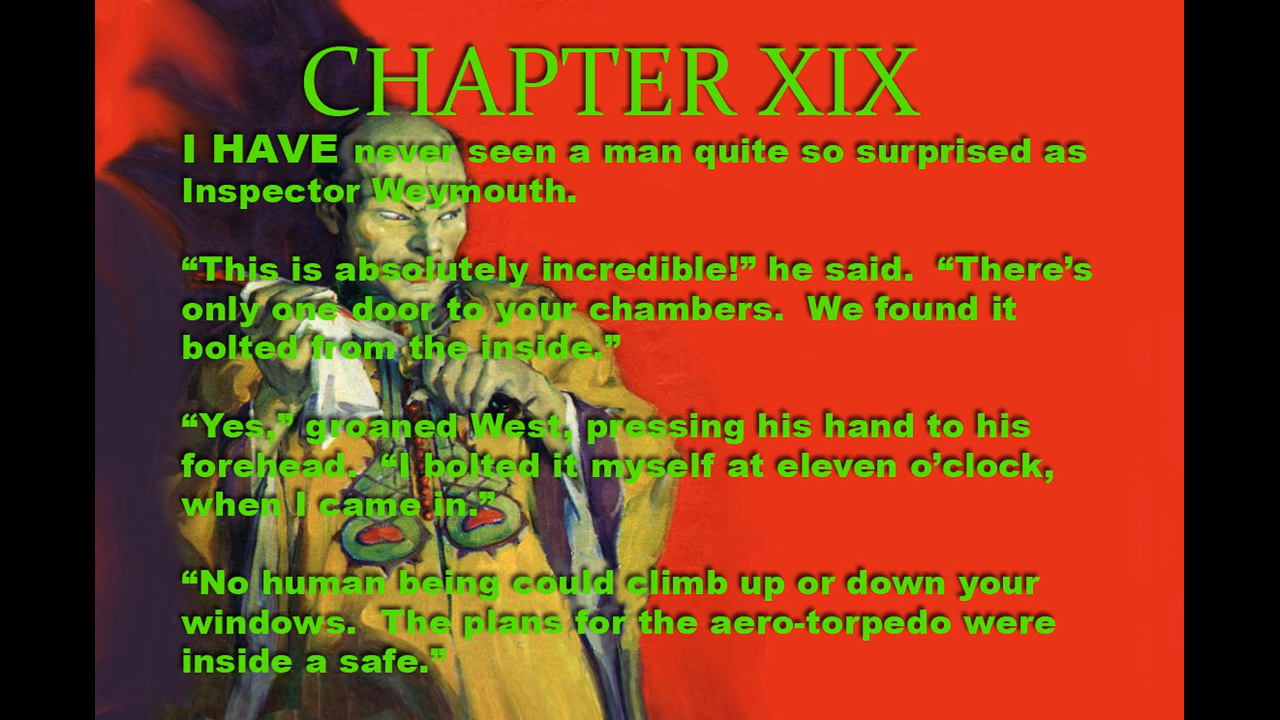 CHAPTER XIX
I HAVE never seen a man quite so surprised as
Inspector Weymouth.
“This is absolutely incredible!” he said.  “There’s
only one door to your chambers.  We found it
bolted from the inside.”
“Yes,” groaned West, pressing his hand to his
forehead.  “I bolted it myself at eleven o’clock,
when I came in.”
“No human being could climb up or down your
windows.  The plans for the aero-torpedo were
inside a safe.”